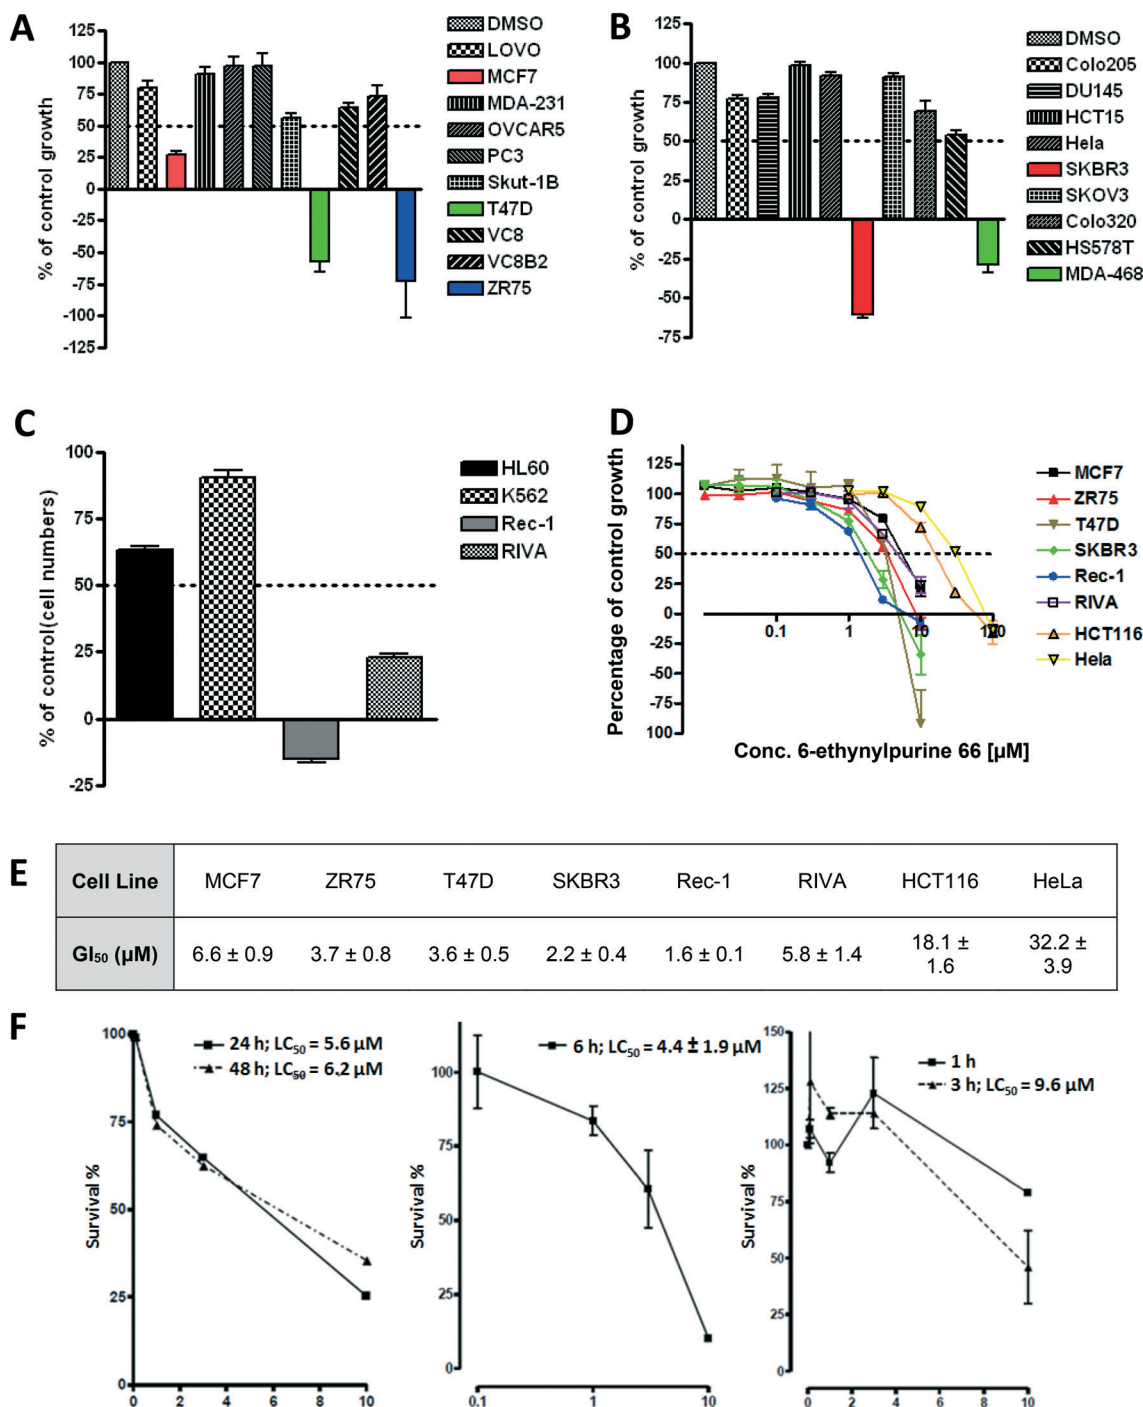 A
125
100
75
50
25
0
-25
-50
-75
-100
-125
% of control growth
DMSO
LOVO
MCF7
MDA-231
OVCAR5
PC3
Skut-1B
T47D
VC8
VC8B2
ZR75
B
125
100
75
50
25
0
-25
-50
-75
% of control growth
DMSO
Colo205
DU145
HCT15
Hela
SKBR3
SKOV3
Colo320
HS578T
MDA-468
C
100
75
50
25
0
-25
% of control(cell numbers)
HL60
K562
Rec-1
RIVA
D
125
100
75
50
25
0
-25
-50
-75
100
Percentage of control growth
0.1 1 10 100
Conc. 6-ethynylpurine 66 [µM]
MCF7
ZR75
T47D
SKBR3
Rec-1
RIVA
HCT116
Hela
E
Cell Line MCF7 ZR75 T47D SKBR3 Rec-1 RIVA HCT116 HeLa
GI50 (µM) 6.6 ± 0.9 3.7 ± 0.8 3.6 ± 0.5 2.2 ± 0.4 1.6 ± 0.1 5.8 ± 1.4 18.1 ± 1.6 32.2 ± 3.9
F
100
75
50
25
0
Survival %
0 2 4 6 8 10
24 h; LC50 = 5.6 µM
48 h; LC50 = 6.2 µM
100
75
50
25
0
Survival %
0.1 1 10
6 h; LC50 = 4.4 ± 1.9 µM
150
125
100
75
50
25
0
Survival %
0 2 4 6 8 10
1 h
3 h; LC50 = 9.6 µM